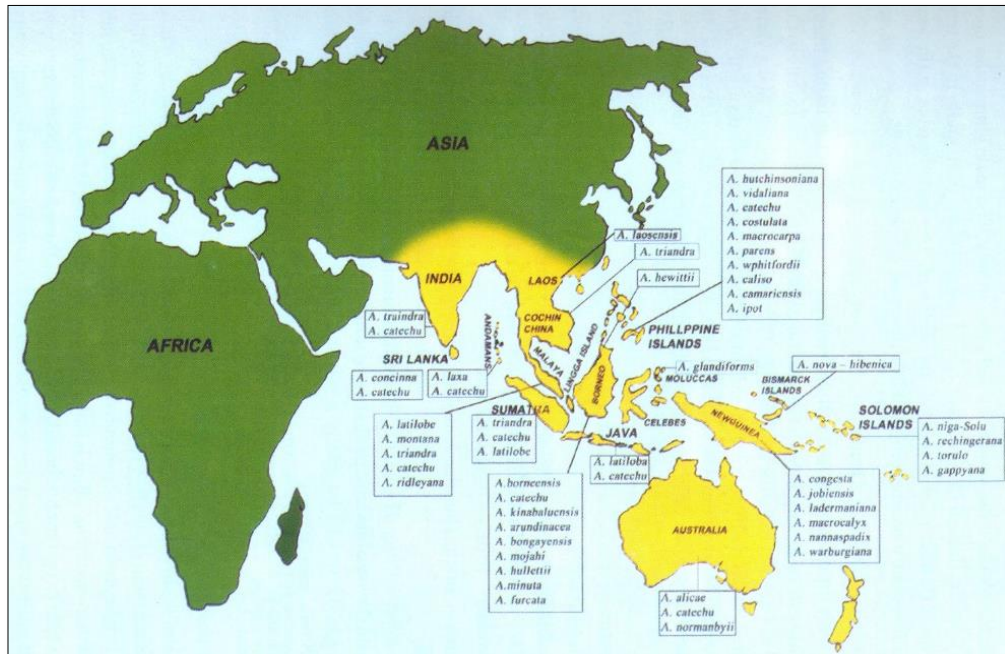 ASIA
AFRICA
INDIA
LAOS
COCHIN
CHINA
SRI LANKA
ANDAMANS
MALAYA
LINGGA ISLAND
SUMATRA
BORNEO
JAVA
CELEBES
PHILLPPINE
ISLANDS
MOLUCCAS
BISMARCK
ISLANDS
NEWGUINEA
SOLOMON
ISLANDS
AUSTRALIA
A. laosensis
A. triandra
A. hewittii
A. hutchinsoniana
A. vidaliana
A. catechu
A. costulata
A. macrocarpa
A. parens
A. wphitfordii
A. caliso
A. camariensis
A. ipot
A. traindra
A. catechu
A. concinna
A. catechu
A. laxa
A. catechu
A. latilobe
A. montana
A. triandra
A. catechu
A. ridleyana
A. triandra
A. catechu
A. latilobe
A.borneensis
A. catechu
A. kinabaluensis
A. arundinacea
A. bongayensis
A. mojahi
A. hullettii
A.minuta
A. furcata
A. latiloba
A. catechu
A. glandiforms
A. nova – hibenica
A. niga-Solu
A. rechingerana
A. torulo
A. gappyana
A. congesta
A. jobiensis
A. ladermaniana
A. macrocalyx
A. nannaspadix
A. warburgiana
A. alicae
A. catechu
A. normanbyii